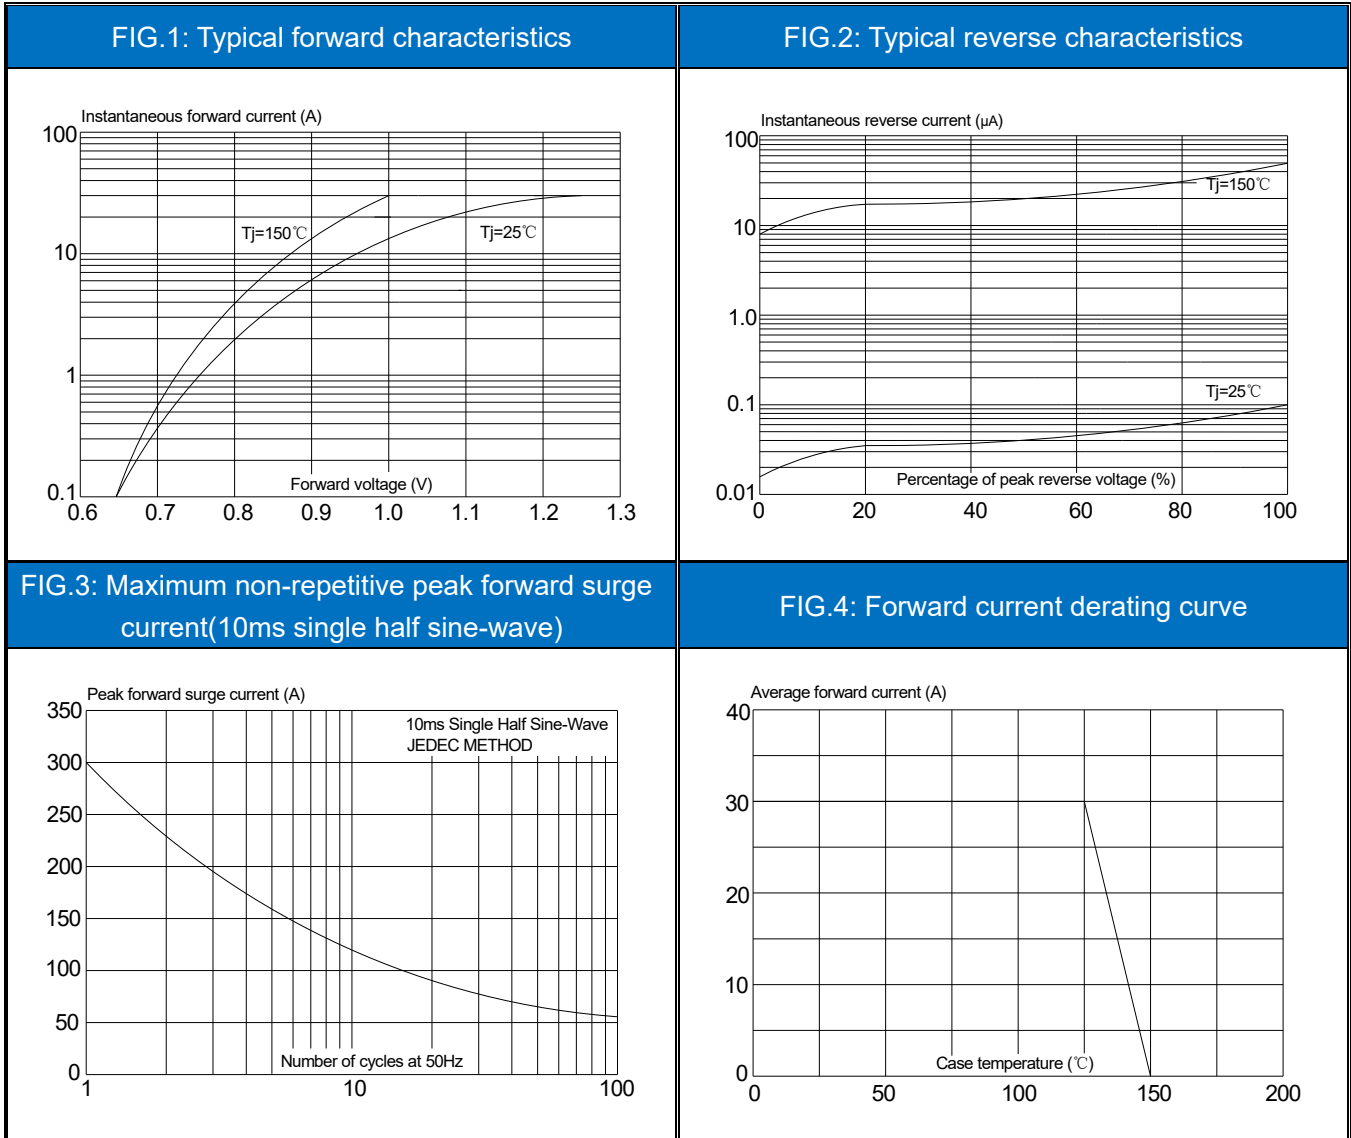 FIG.1: Typical forward characteristics
Instantaneous forward current (A)
100
10
1
0.1
Tj=150℃
Tj=25℃
Forward voltage (V)
0.6 0.7 0.8 0.9 1.0 1.1 1.2 1.3
FIG.2: Typical reverse characteristics
Instantaneous reverse current (μA)
100
10
1.0
0.1
0.01
Tj=150℃
Tj=25℃
Percentage of peak reverse voltage (%)
0 20 40 60 80 100
FIG.3: Maximum non-repetitive peak forward surge
current(10ms single half sine-wave)
Peak forward surge current (A)
350
300
250
200
150
100
50
0
10ms Single Half Sine-Wave
JEDEC METHOD
Number of cycles at 50Hz
1 10 100
FIG.4: Forward current derating curve
Average forward current (A)
40
30
20
10
0
Case temperature (℃)
0 50 100 150 200